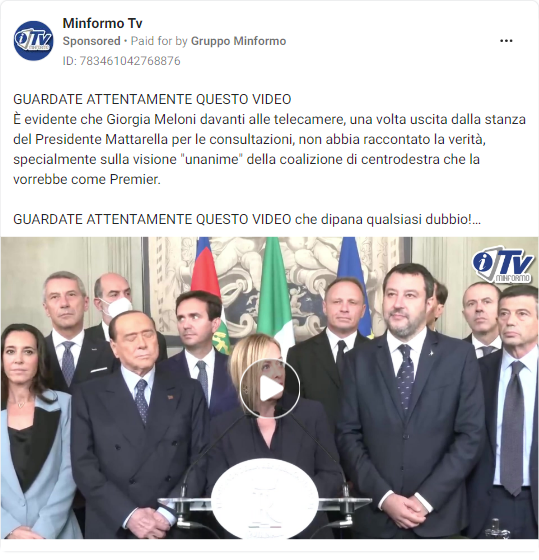 Minformo Tv
Sponsored • Paid for by Gruppo Minformo
ID: 783461042768876
GUARDATE ATTENTAMENTE QUESTO VIDEO
È evidente che Giorgia Meloni davanti alle telecamere, una volta uscita dalla stanza
del Presidente Mattarella per le consultazioni, non abbia raccontato la verità,
specialmente sulla visione "unanime" della coalizione di centrodestra che la
vorrebbe come Premier.
GUARDATE ATTENTAMENTE QUESTO VIDEO che dipana qualsiasi dubbio!...
iTv
MINFORMO